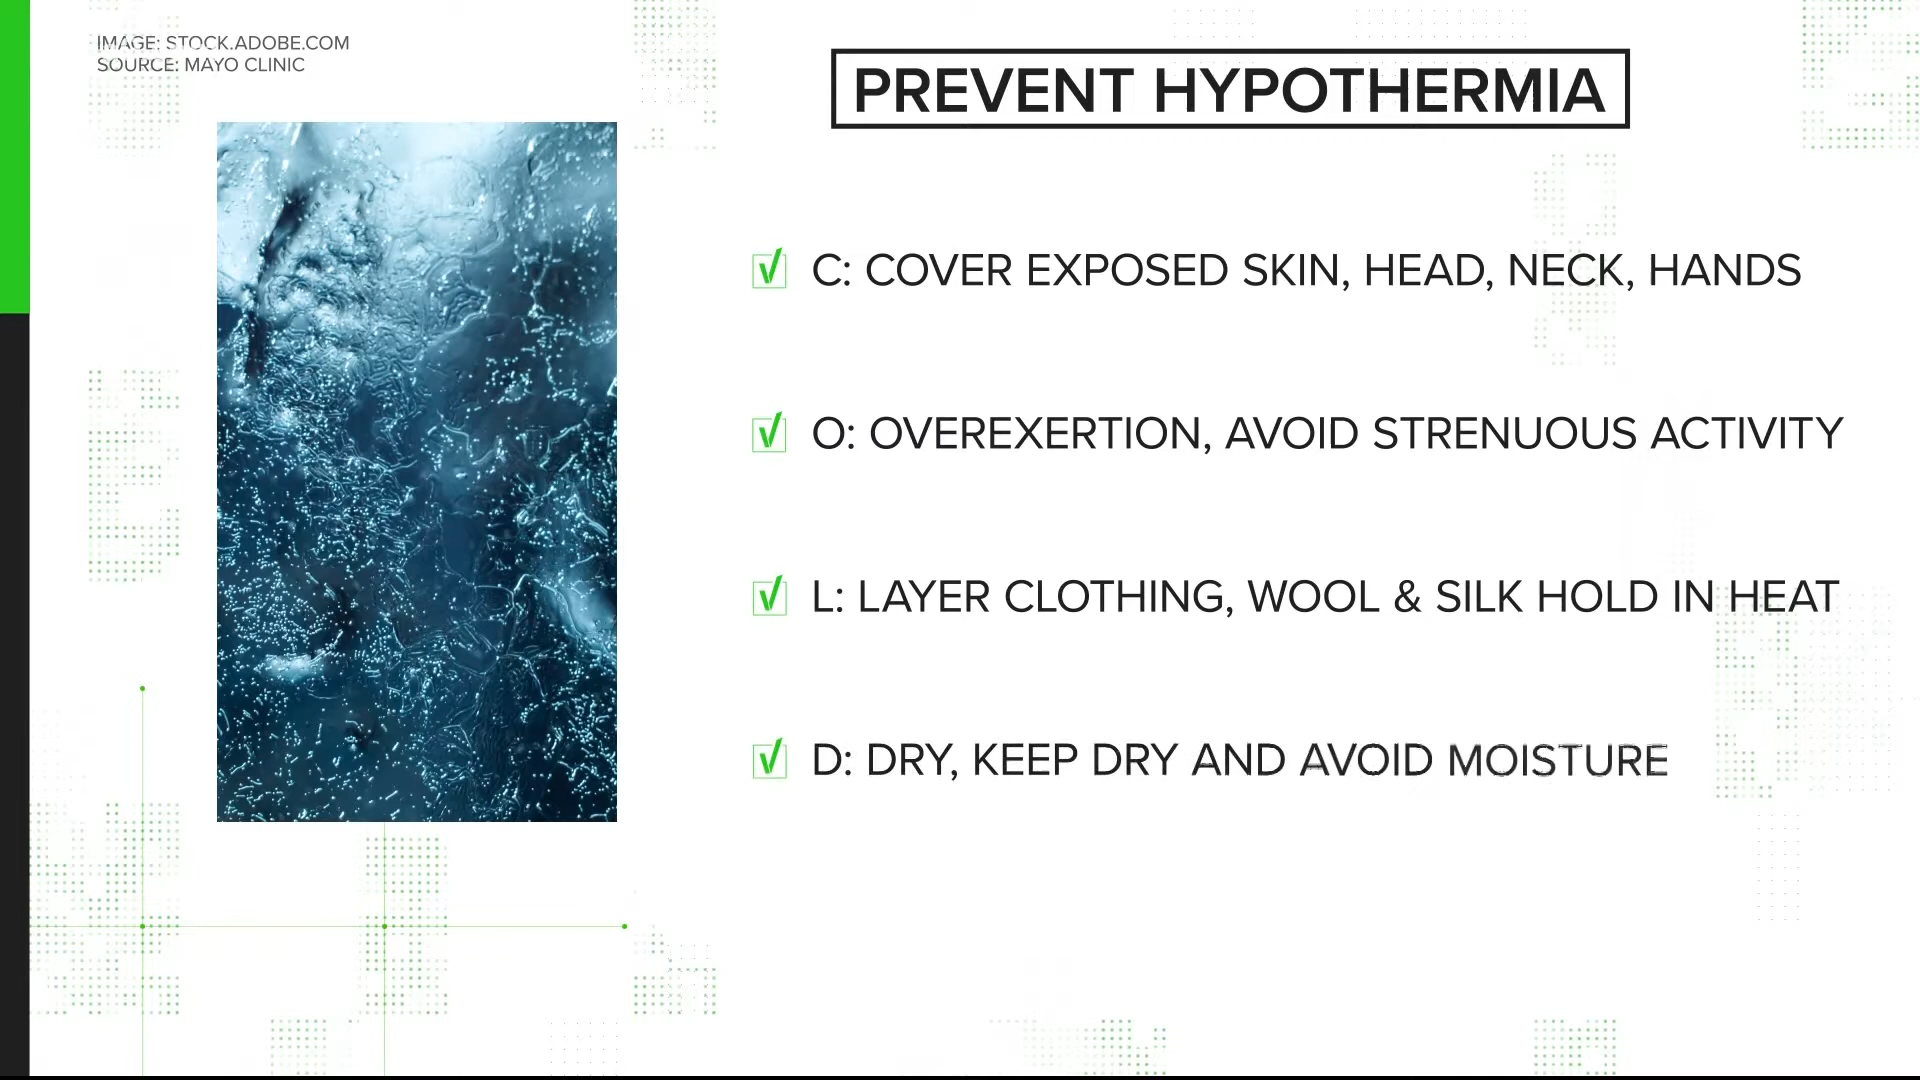 IMAGE: STOCK.ADOBE.COM
SOURCE: MAYO CLINIC
PREVENT HYPOTHERMIA
C: COVER EXPOSED SKIN, HEAD, NECK, HANDS
O: OVEREXERTION, AVOID STRENUOUS ACTIVITY
L: LAYER CLOTHING, WOOL & SILK HOLD IN HEAT
D: DRY, KEEP DRY AND AVOID MOISTURE